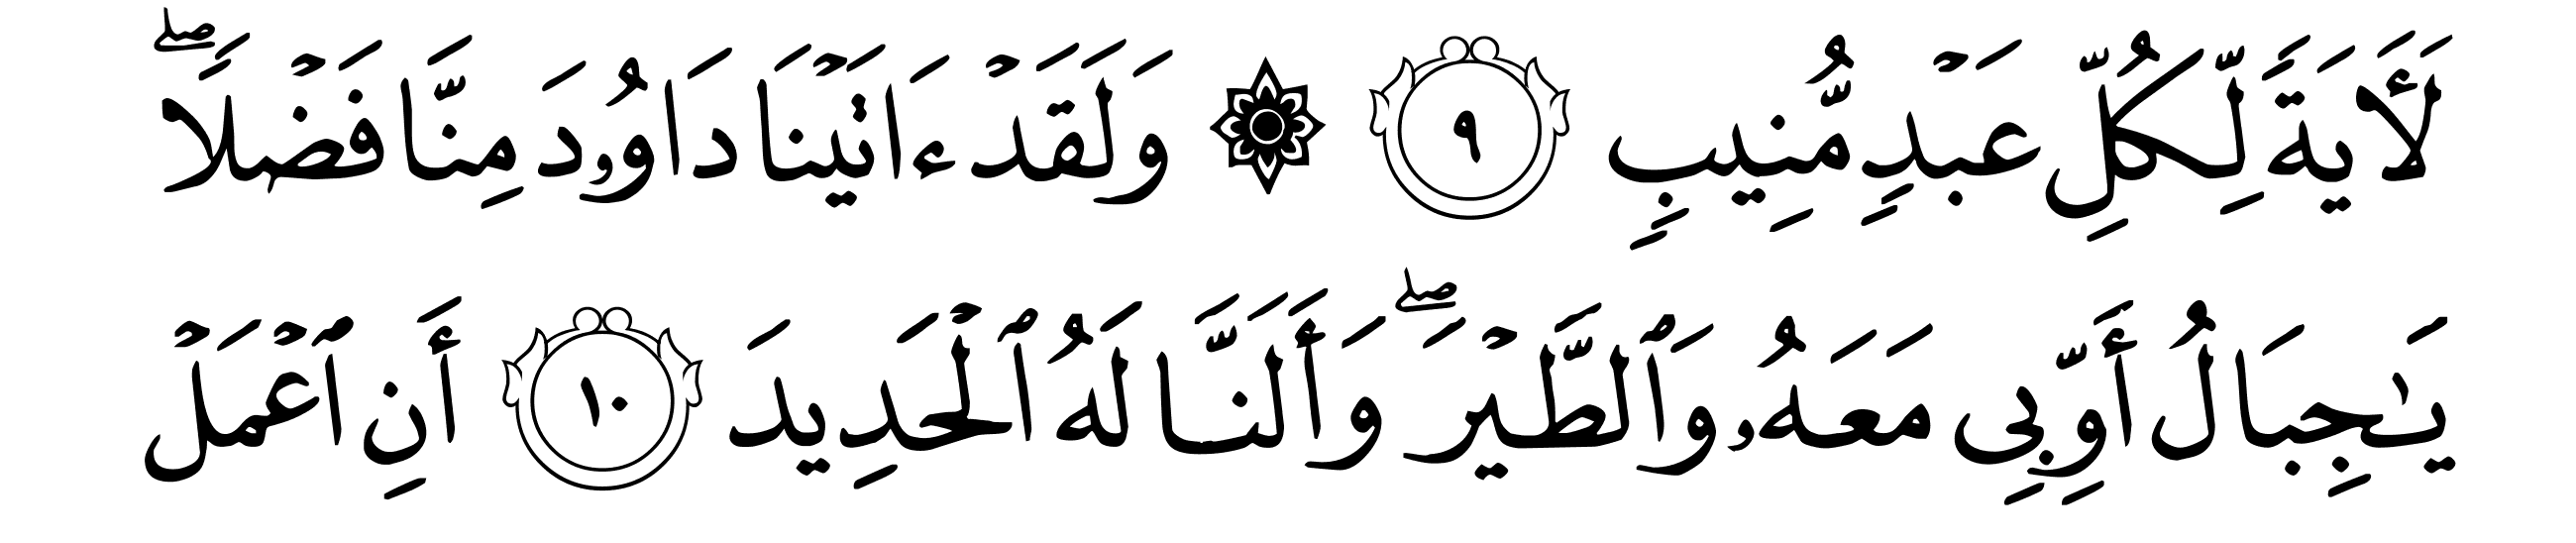 لَـَٔايَةً لِّكُلِّ عَبۡدٍ مُّنِيبٍ ٩ ۞ وَلَقَدۡ ءَاتَيۡنَا دَاوُۥدَ مِنَّا فَضۡلًاۖ
يَٰجِبَالُ أَوِّبِي مَعَهُۥ وَٱلطَّيۡرَۖ وَأَلَنَّا لَهُ ٱلۡحَدِيدَ ١٠ أَنِ ٱعۡمَلۡ